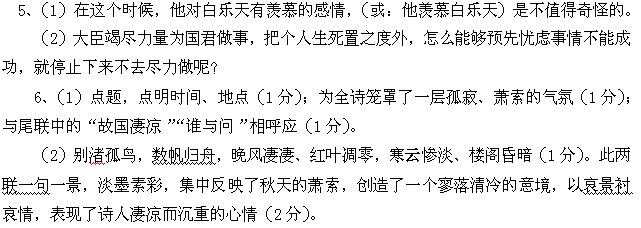 5、（1）在这个时候，他对白乐天有羡慕的感情，（或：他羡慕白乐天）是不值得奇怪的。
（2）大臣竭尽力量为国君做事，把个人生死置之度外，怎么能够预先忧虑事情不能成
功，就停止下来不去尽力做呢？
6、（1）点题，点明时间、地点（1分）；为全诗笼罩了一层孤寂、萧索的气氛（1分）；
与尾联中的“故国凄凉”“谁与问”相呼应（1分）。
（2）别渚孤鸟，数帆归舟，晚风凄凄、红叶凋零，寒云惨淡、楼阁昏暗（1分）。此两
联一句一景，淡墨素彩，集中反映了秋天的萧索，创造了一个寥落清冷的意境，以哀景衬
哀情，表现了诗人凄凉而沉重的心情（2分）。